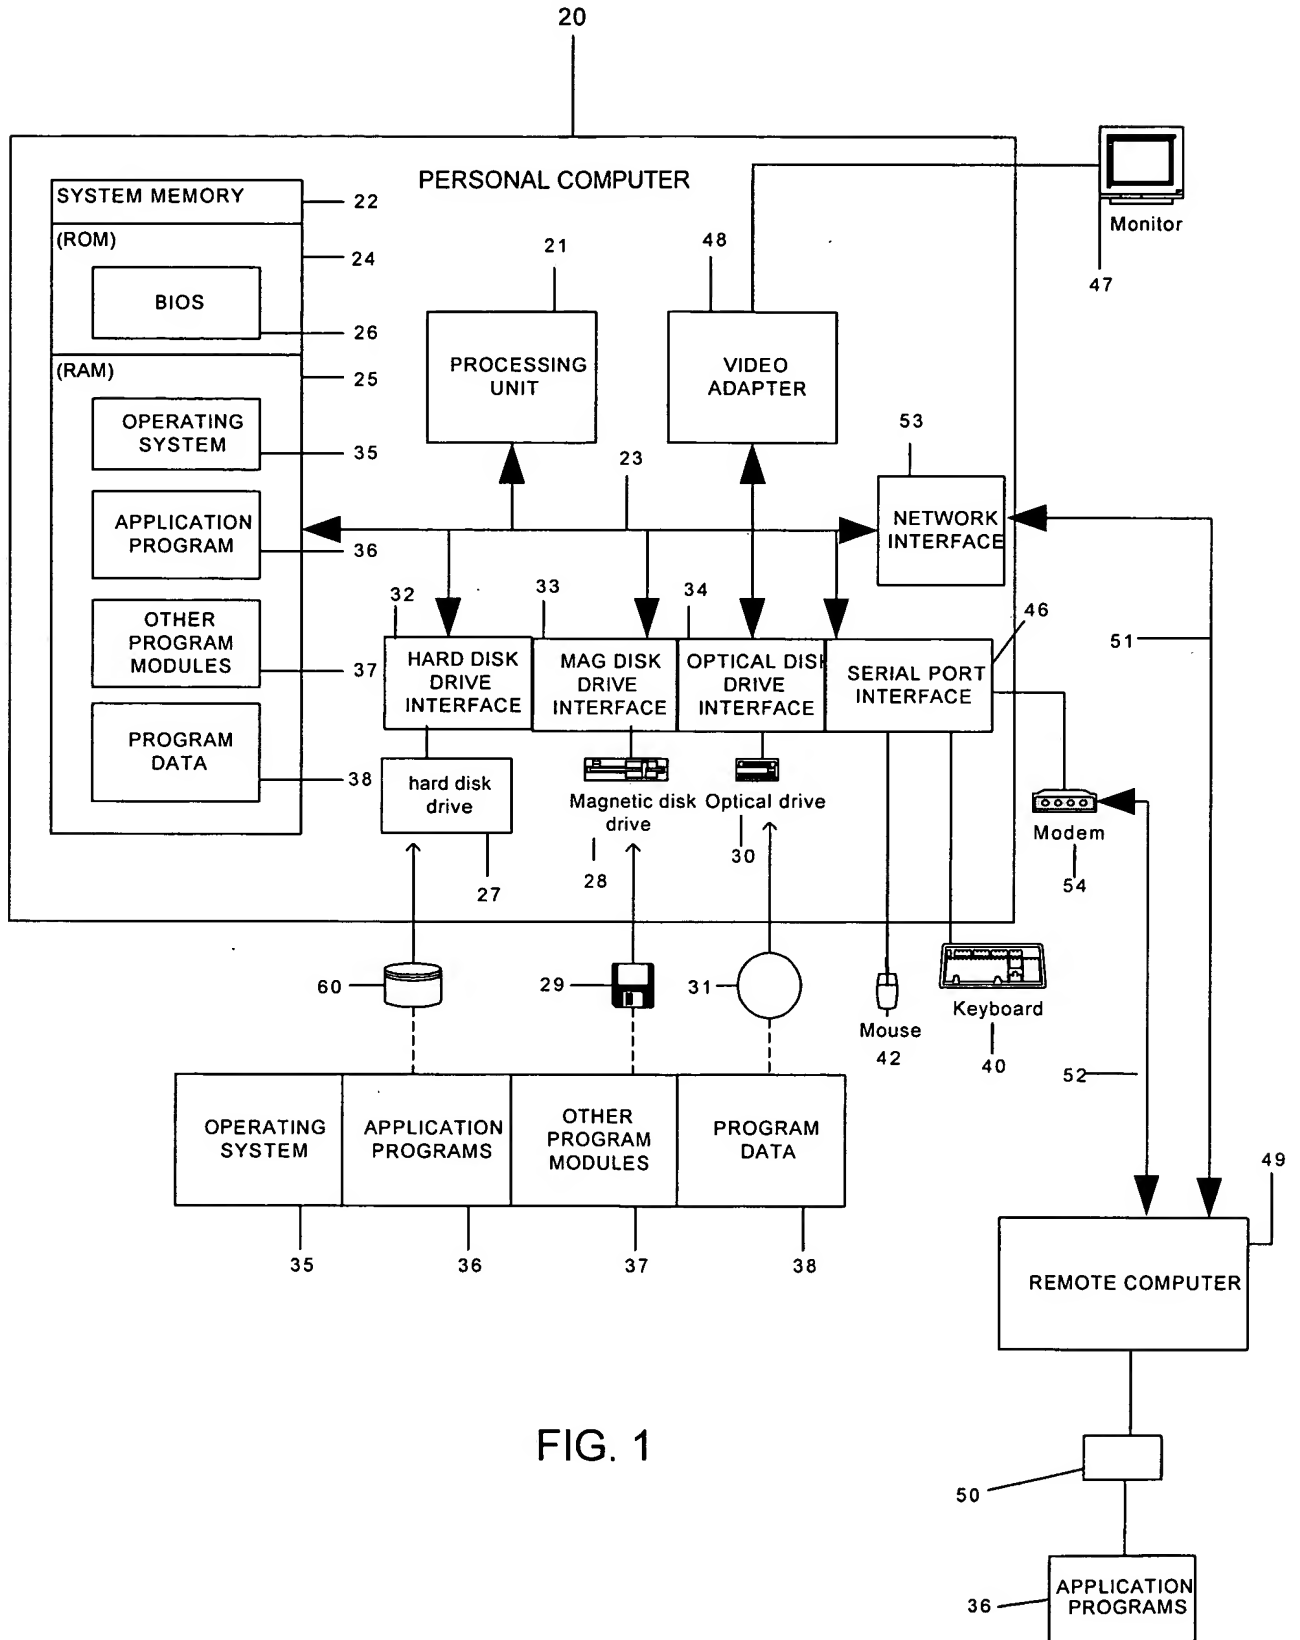 20
PERSONAL COMPUTER
SYSTEM MEMORY
22
(ROM)
24
BIOS
26
(RAM)
25
OPERATING
SYSTEM
35
APPLICATION
PROGRAM
36
OTHER
PROGRAM
MODULES
37
PROGRAM
DATA
38
21
PROCESSING
UNIT
48
VIDEO
ADAPTER
Monitor
47
23
53
NETWORK
INTERFACE
32
HARD DISK
DRIVE
INTERFACE
33
MAG DISK
DRIVE
INTERFACE
34
OPTICAL DISK
DRIVE
INTERFACE
46
SERIAL PORT
INTERFACE
51
hard disk
drive
27
Magnetic disk
drive
28
Optical drive
30
Modem
54
60
29
31
Mouse
42
Keyboard
40
52
OPERATING
SYSTEM
APPLICATION
PROGRAMS
OTHER
PROGRAM
MODULES
PROGRAM
DATA
35
36
37
38
49
REMOTE COMPUTER
50
36
APPLICATION
PROGRAMS
FIG. 1